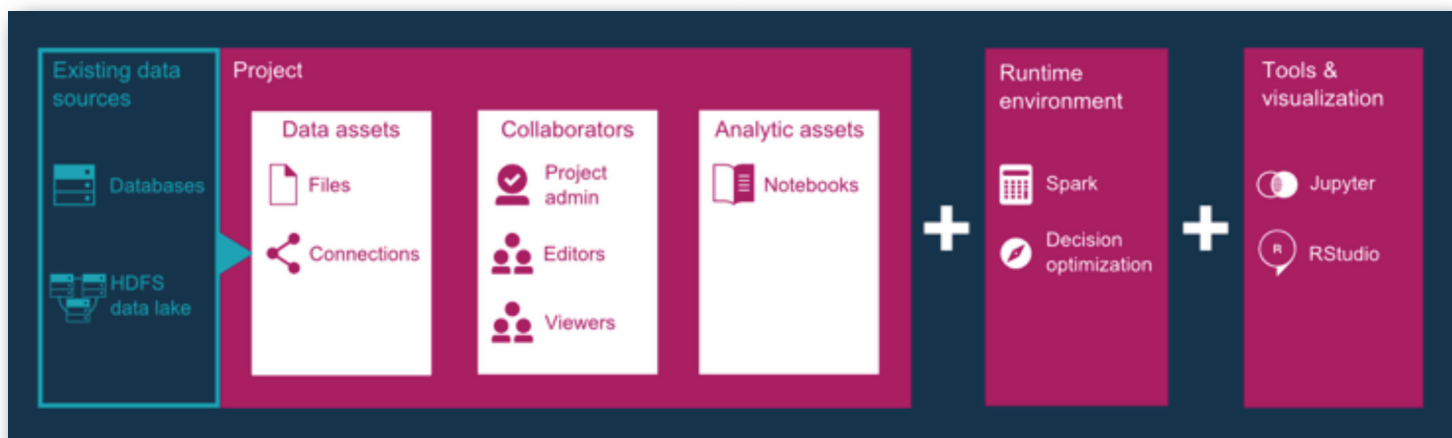 Existing data
sources
Databases
HDFS
data lake
Project
Data assets
Files
Connections
Collaborators
Project
admin
Editors
Viewers
Analytic assets
Notebooks
+
Runtime
environment
Spark
Decision
optimization
+
Tools &
visualization
Jupyter
R
RStudio